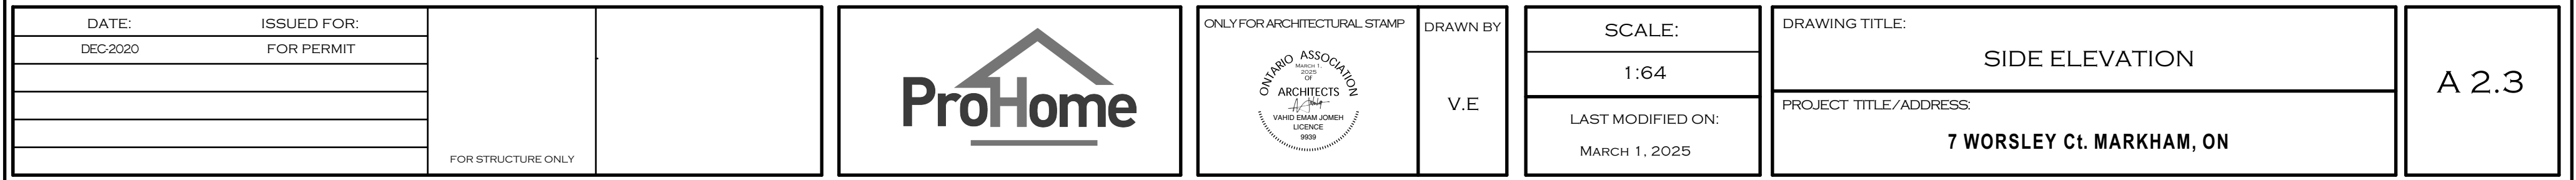 DATE: ISSUED FOR:
DEC-2020 FOR PERMIT
FOR STRUCTURE ONLY
ProHome
ONLY FOR ARCHITECTURAL STAMP
ONTARIO ASSOCIATION
MARCH 1,
2025
OF
ARCHITECTS
VAHID EMAM JOMEH
LICENCE
9939
DRAWN BY
V.E
SCALE:
1:64
LAST MODIFIED ON:
MARCH 1, 2025
DRAWING TITLE:
SIDE ELEVATION
PROJECT TITLE/ADDRESS:
7 WORSLEY Ct. MARKHAM, ON
A 2.3